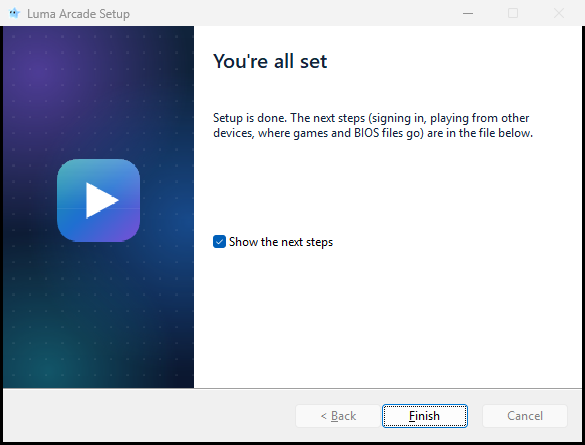 Luma Arcade Setup
You're all set
Setup is done. The next steps (signing in, playing from other
devices, where games and BIOS files go) are in the file below.
Show the next steps
< Back
Finish
Cancel